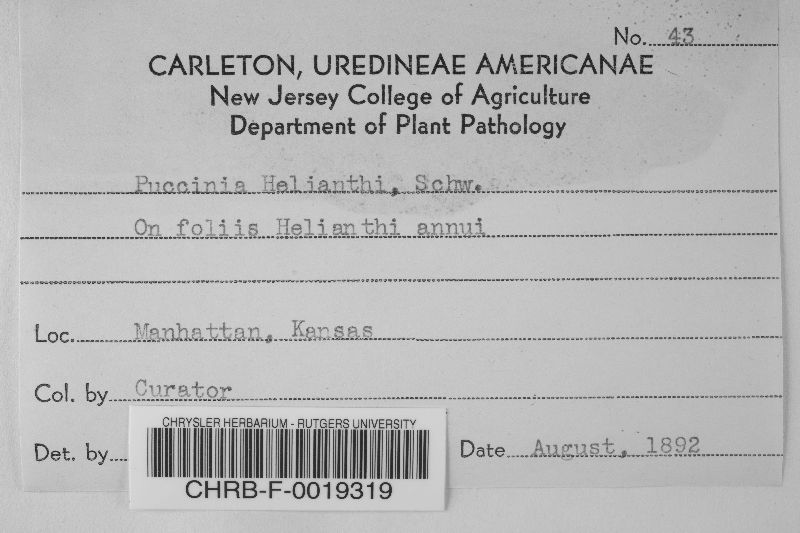 No. 43
CARLETON, UREDINEAE AMERICANAE
New Jersey College of Agriculture
Department of Plant Pathology
Puccinia Helianthi, Schw.
On foliis Helianthi annui
Loc. Manhattan, Kansas
Col. by Curator
Det. by
Date August, 1892
CHRYSLER HERBARIUM - RUTGERS UNIVERSITY
CHRB-F-0019319